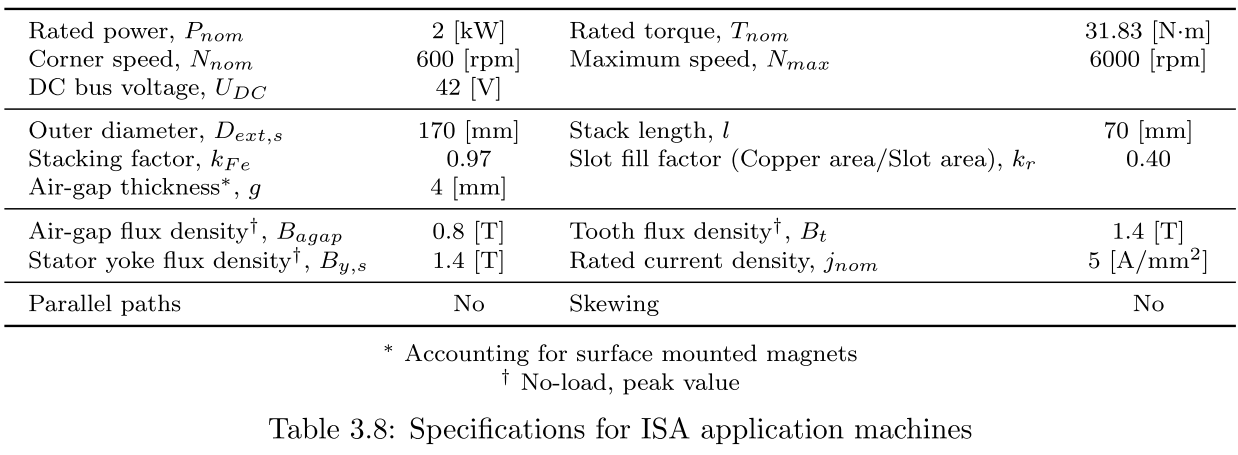 Rated power, P_nom 2 [kW] Rated torque, T_nom 31.83 [N·m]
Corner speed, N_nom 600 [rpm] Maximum speed, N_max 6000 [rpm]
DC bus voltage, U_DC 42 [V]
Outer diameter, D_ext,s 170 [mm] Stack length, l 70 [mm]
Stacking factor, k_Fe 0.97 Slot fill factor (Copper area/Slot area), k_r 0.40
Air-gap thickness*, g 4 [mm]
Air-gap flux density†, B_agap 0.8 [T] Tooth flux density†, B_t 1.4 [T]
Stator yoke flux density†, B_y,s 1.4 [T] Rated current density, j_nom 5 [A/mm²]
Parallel paths No Skewing No
* Accounting for surface mounted magnets
† No-load, peak value
Table 3.8: Specifications for ISA application machines